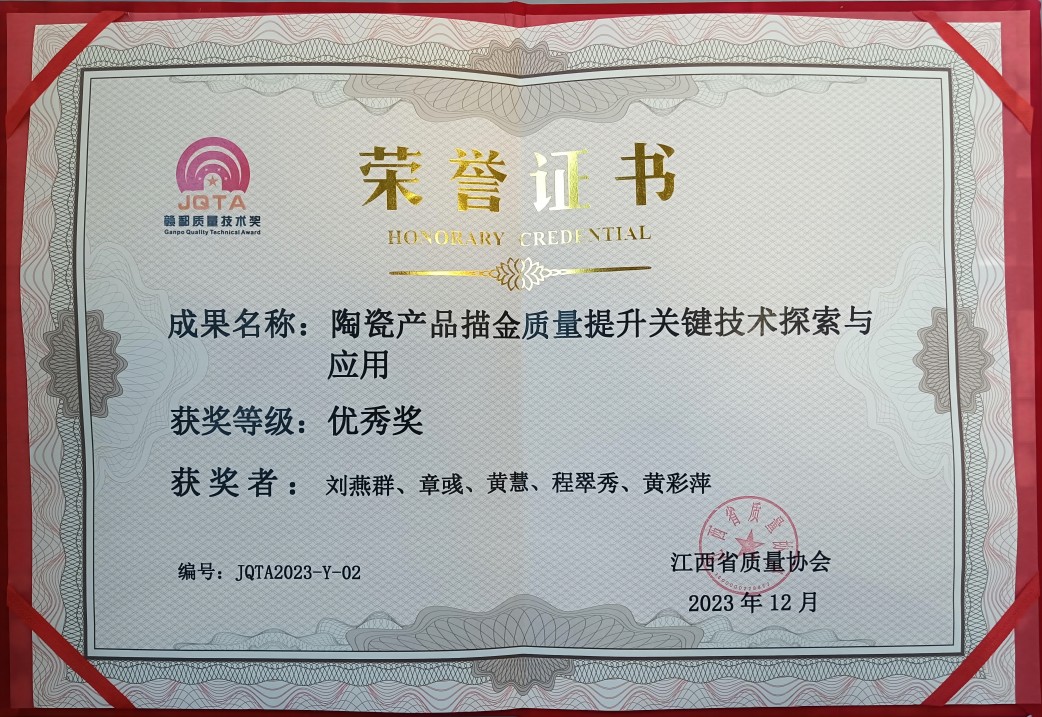 JQTA
赣鄱质量技术奖
Ganpo Quality Technical Award
荣誉证书
HONORARY CREDENTIAL
成果名称：陶瓷产品描金质量提升关键技术探索与
应用
获奖等级：优秀奖
获奖者：刘燕群、章彧、黄慧、程翠秀、黄彩萍
编号：JQTA2023-Y-02
江西省质量协会
2023年12月